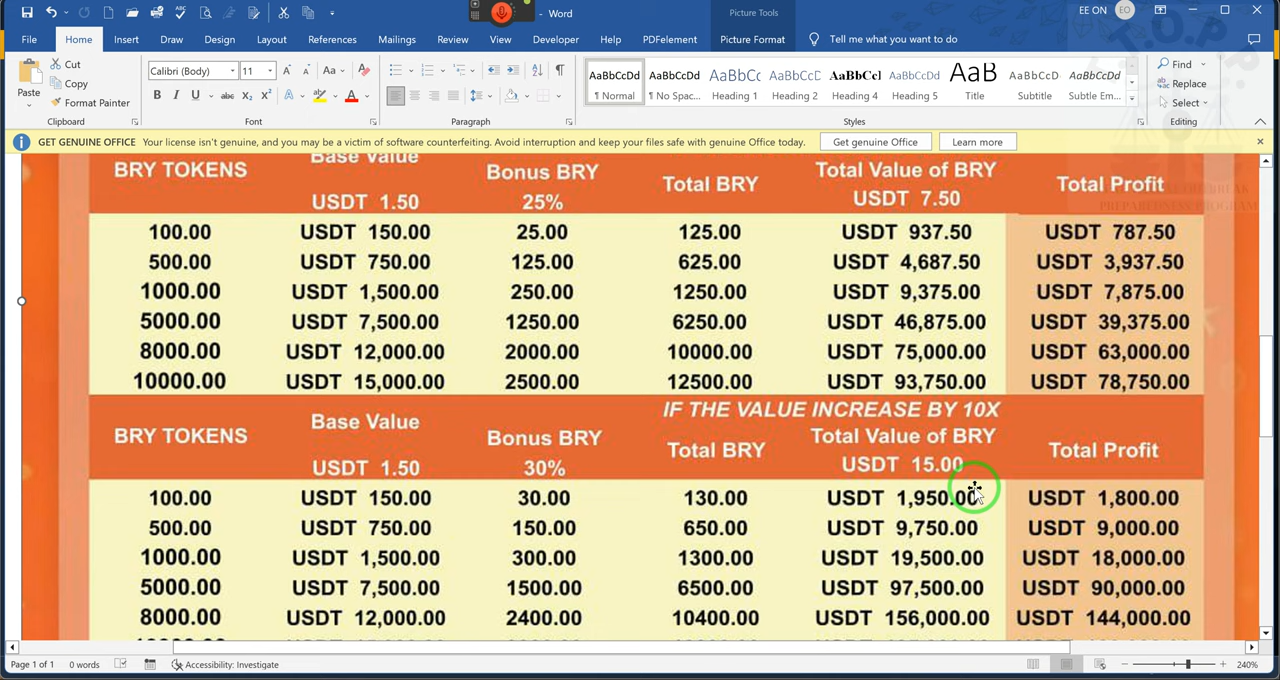 Word
Picture Tools
EE ON
EO
File
Home
Insert
Draw
Design
Layout
References
Mailings
Review
View
Developer
Help
PDFelement
Picture Format
Tell me what you want to do
Paste
Cut
Copy
Format Painter
Clipboard
Calibri (Body)
11
Font
Paragraph
AaBbCcDd AaBbCcDd AaBbCc AaBbCcD AaBbCcl AaBbCcDd AaB AaBbCcD AaBbCcDd
¶ Normal ¶ No Spac... Heading 1 Heading 2 Heading 4 Heading 5 Title Subtitle Subtle Em...
Styles
Find
Replace
Select
Editing
GET GENUINE OFFICE Your license isn't genuine, and you may be a victim of software counterfeiting. Avoid interruption and keep your files safe with genuine Office today. Get genuine Office Learn more
BRY TOKENS Base Value Bonus BRY Total BRY Total Value of BRY Total Profit
USDT 1.50 25% USDT 7.50
100.00 USDT 150.00 25.00 125.00 USDT 937.50 USDT 787.50
500.00 USDT 750.00 125.00 625.00 USDT 4,687.50 USDT 3,937.50
1000.00 USDT 1,500.00 250.00 1250.00 USDT 9,375.00 USDT 7,875.00
5000.00 USDT 7,500.00 1250.00 6250.00 USDT 46,875.00 USDT 39,375.00
8000.00 USDT 12,000.00 2000.00 10000.00 USDT 75,000.00 USDT 63,000.00
10000.00 USDT 15,000.00 2500.00 12500.00 USDT 93,750.00 USDT 78,750.00
IF THE VALUE INCREASE BY 10X
BRY TOKENS Base Value Bonus BRY Total BRY Total Value of BRY Total Profit
USDT 1.50 30% USDT 15.00
100.00 USDT 150.00 30.00 130.00 USDT 1,950.00 USDT 1,800.00
500.00 USDT 750.00 150.00 650.00 USDT 9,750.00 USDT 9,000.00
1000.00 USDT 1,500.00 300.00 1300.00 USDT 19,500.00 USDT 18,000.00
5000.00 USDT 7,500.00 1500.00 6500.00 USDT 97,500.00 USDT 90,000.00
8000.00 USDT 12,000.00 2400.00 10400.00 USDT 156,000.00 USDT 144,000.00
Page 1 of 1 0 words Accessibility: Investigate 240%